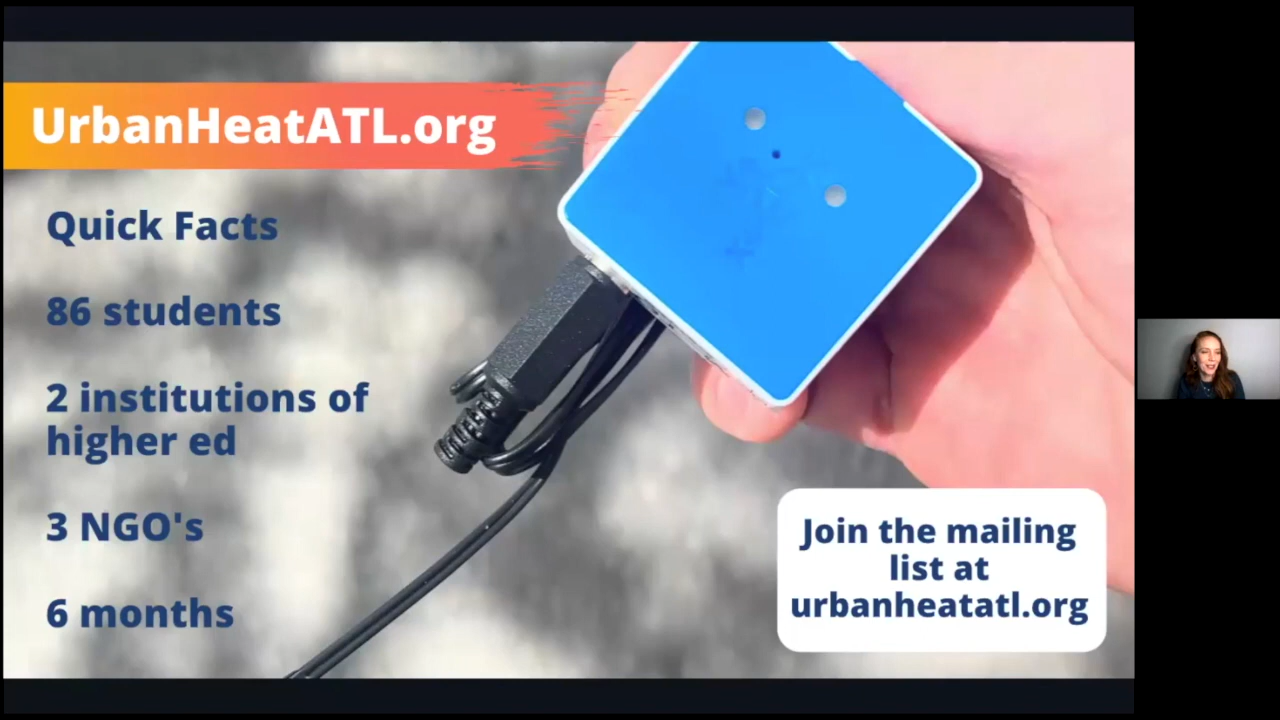 UrbanHeatATL.org
Quick Facts
86 students
2 institutions of
higher ed
3 NGO's
6 months
Join the mailing
list at
urbanheatatl.org